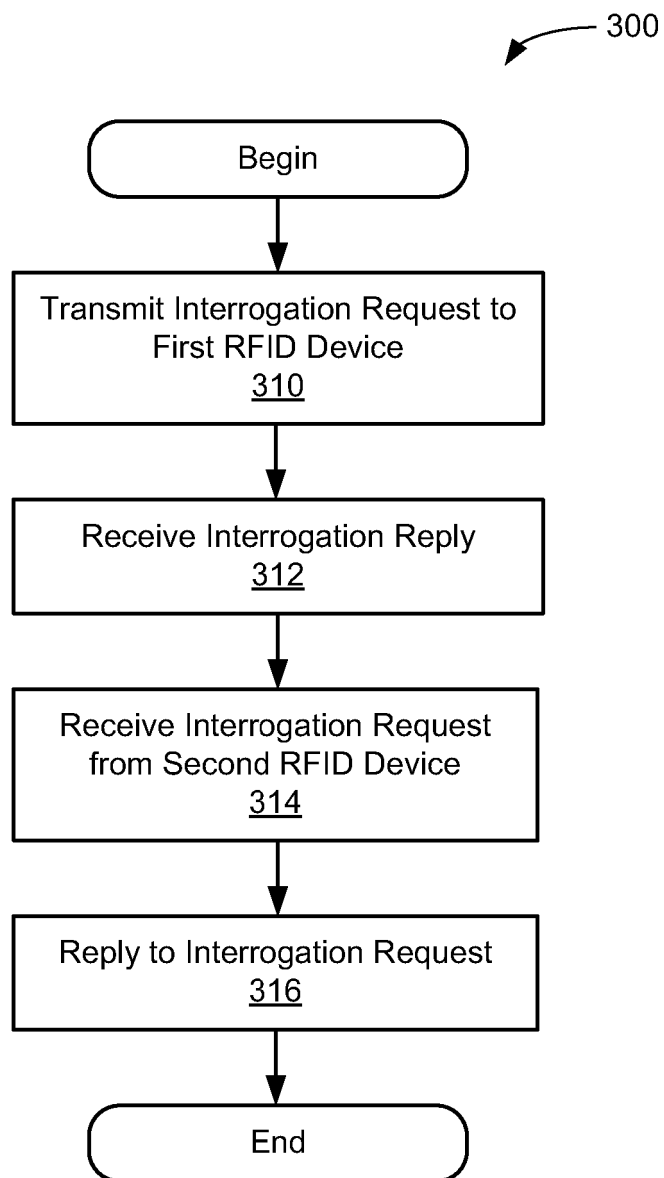 300
Begin
Transmit Interrogation Request to
First RFID Device
310
Receive Interrogation Reply
312
Receive Interrogation Request
from Second RFID Device
314
Reply to Interrogation Request
316
End